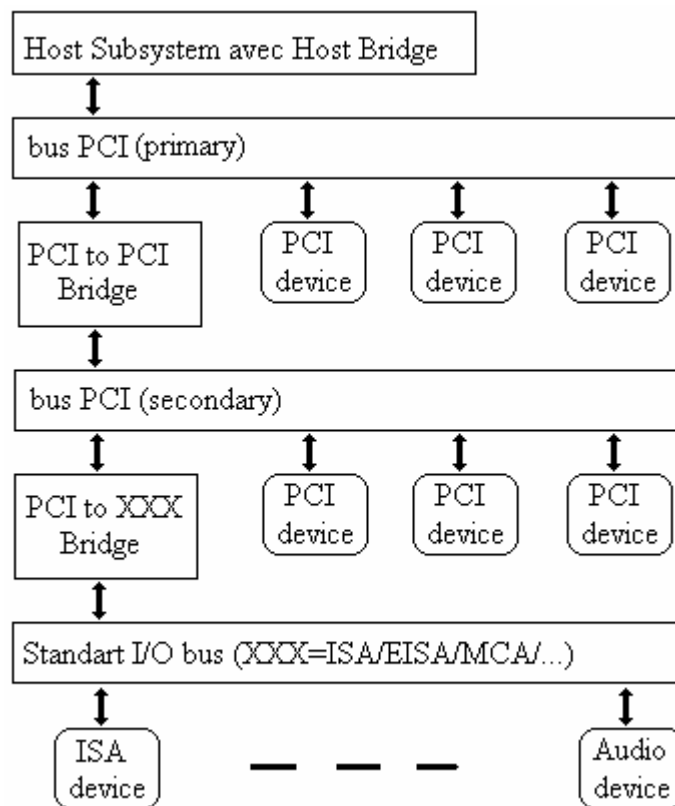 Host Subsystem avec Host Bridge
bus PCI (primary)
PCI to PCI
Bridge
PCI
device
PCI
device
PCI
device
bus PCI (secondary)
PCI to XXX
Bridge
PCI
device
PCI
device
PCI
device
Standart I/O bus (XXX=ISA/EISA/MCA/...)
ISA
device
Audio
device